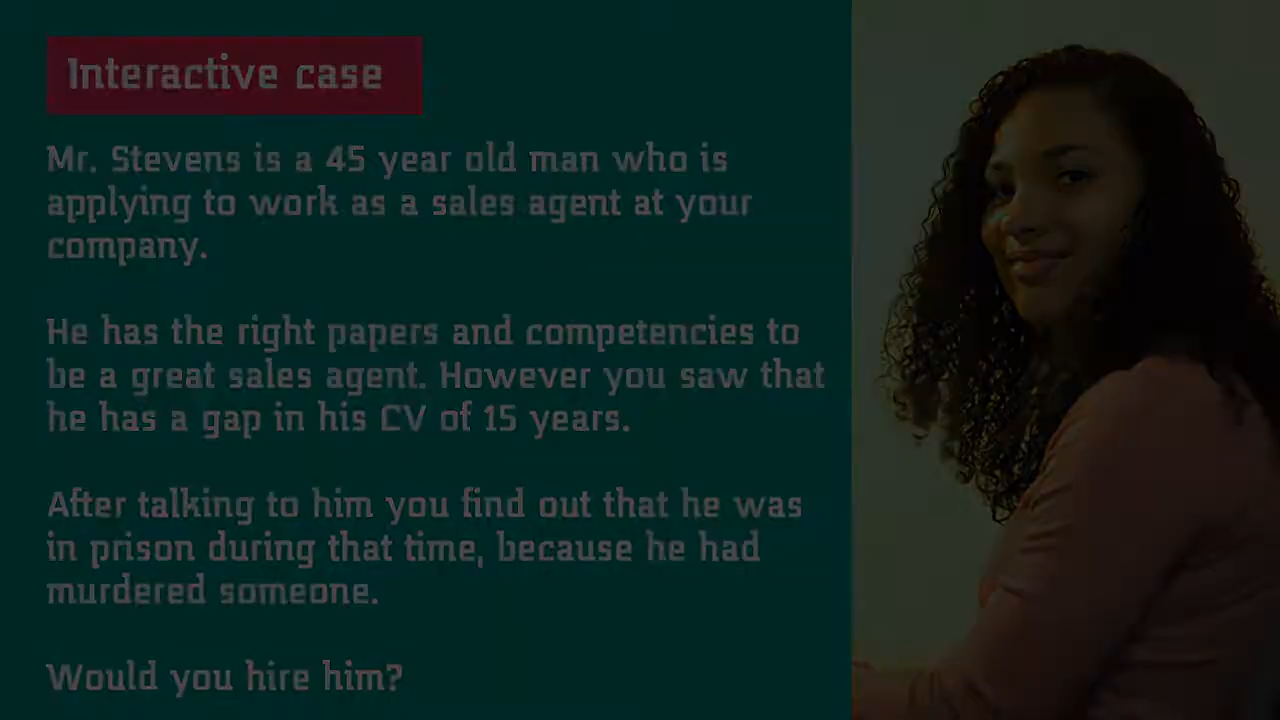 Interactive case
Mr. Stevens is a 45 year old man who is
applying to work as a sales agent at your
company.
He has the right papers and competencies to
be a great sales agent. However you saw that
he has a gap in his CV of 15 years.
After talking to him you find out that he was
in prison during that time, because he had
murdered someone.
Would you hire him?